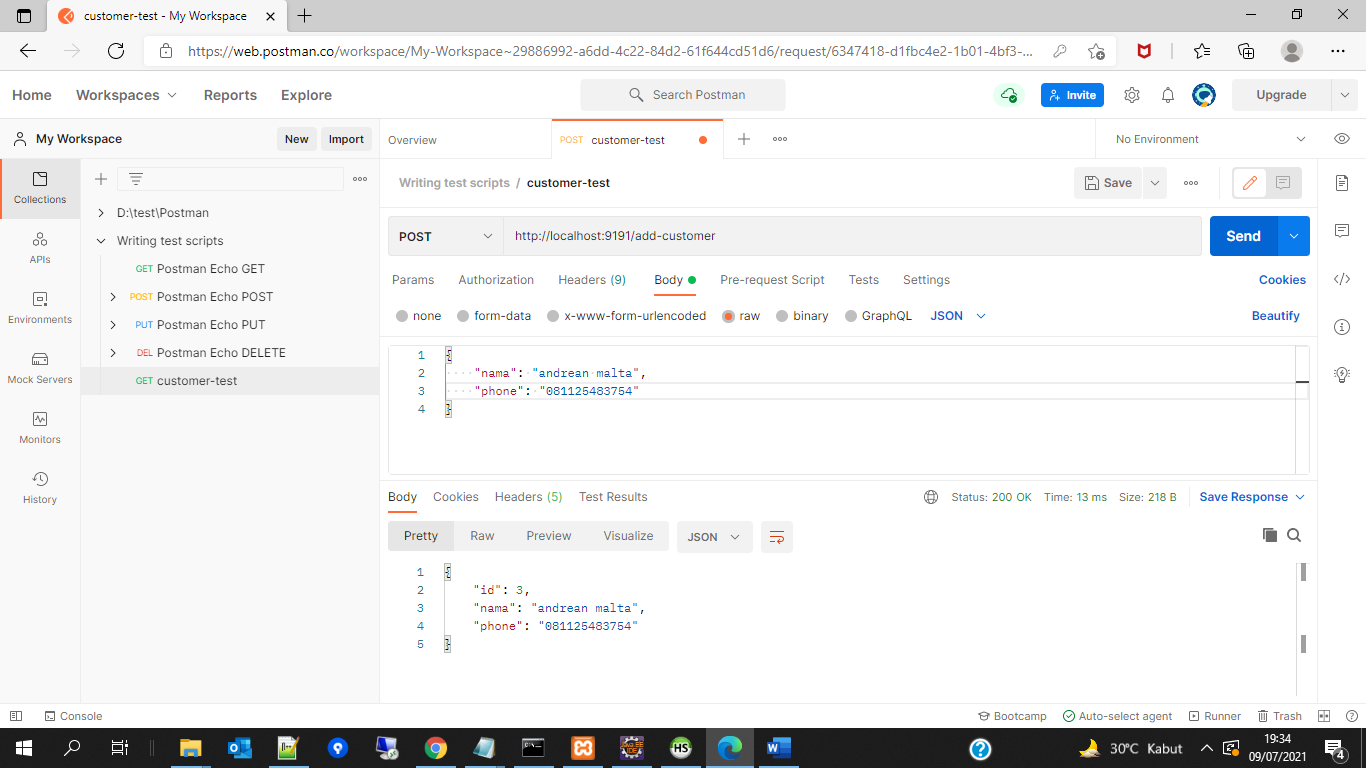 customer-test - My Workspace
https://web.postman.co/workspace/My-Workspace~29886992-a6dd-4c22-84d2-61f644cd51d6/request/6347418-d1fbc4e2-1b01-4bf3-...
Home Workspaces Reports Explore Search Postman Invite Upgrade
My Workspace New Import
Overview POST customer-test No Environment
Collections
APIs
Environments
Mock Servers
Monitors
History
D:\test\Postman
Writing test scripts
GET Postman Echo GET
POST Postman Echo POST
PUT Postman Echo PUT
DEL Postman Echo DELETE
GET customer-test
Writing test scripts / customer-test Save
POST http://localhost:9191/add-customer Send
Params Authorization Headers (9) Body Pre-request Script Tests Settings Cookies
none form-data x-www-form-urlencoded raw binary GraphQL JSON Beautify
1 {
2 "nama": "andrean malta",
3 "phone": "081125483754"
4 }
Body Cookies Headers (5) Test Results Status: 200 OK Time: 13 ms Size: 218 B Save Response
Pretty Raw Preview Visualize JSON
1 {
2 "id": 3,
3 "nama": "andrean malta",
4 "phone": "081125483754"
5 }
Console Bootcamp Auto-select agent Runner Trash
Java EE
IDE
HS
30°C Kabut
19:34
09/07/2021
4